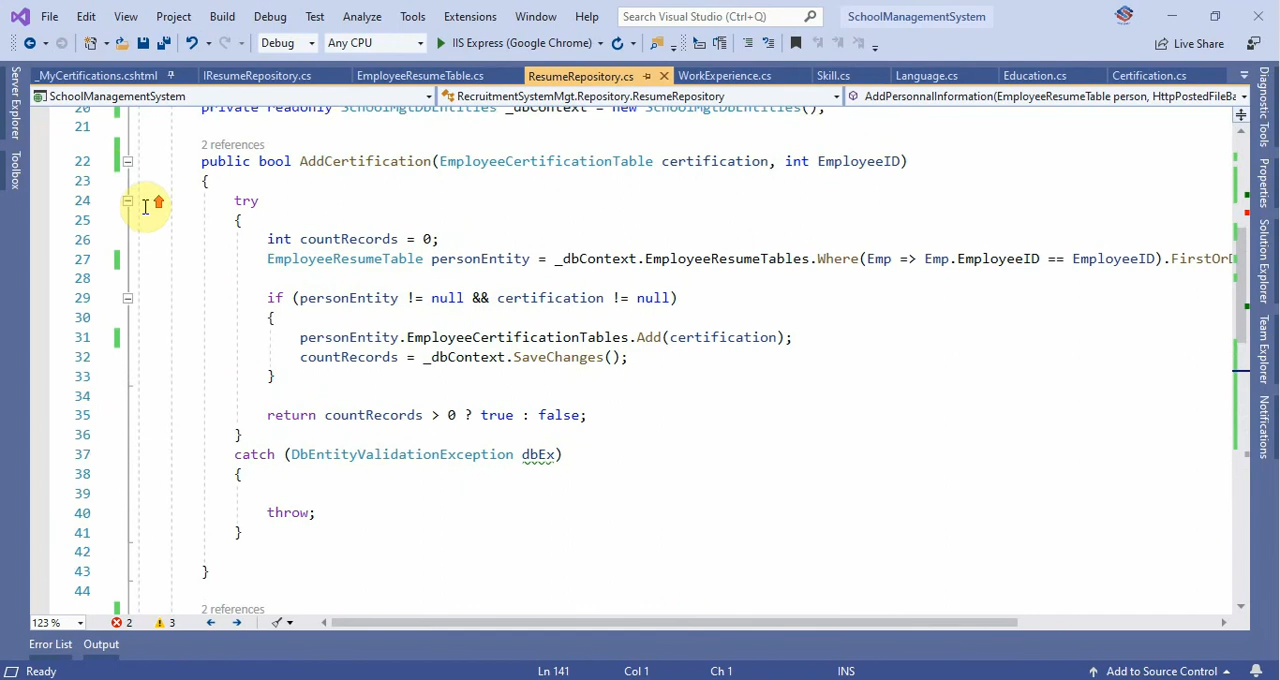 File Edit View Project Build Debug Test Analyze Tools Extensions Window Help Search Visual Studio (Ctrl+Q) SchoolManagementSystem
Debug Any CPU IIS Express (Google Chrome) Live Share
_MyCertifications.cshtml IResumeRepository.cs EmployeeResumeTable.cs ResumeRepository.cs WorkExperience.cs Skill.cs Language.cs Education.cs Certification.cs
SchoolManagementSystem RecruitmentSystemMgt.Repository.ResumeRepository AddPersonnalInformation(EmployeeResumeTable person, HttpPostedFileBa
Server Explorer
Toolbox
20 private readonly SchoolMgtDbEntities _dbContext = new SchoolMgtDbEntities();
21
2 references
22 public bool AddCertification(EmployeeCertificationTable certification, int EmployeeID)
23 {
24 try
25 {
26 int countRecords = 0;
27 EmployeeResumeTable personEntity = _dbContext.EmployeeResumeTables.Where(Emp => Emp.EmployeeID == EmployeeID).FirstOrD
28
29 if (personEntity != null && certification != null)
30 {
31 personEntity.EmployeeCertificationTables.Add(certification);
32 countRecords = _dbContext.SaveChanges();
33 }
34
35 return countRecords > 0 ? true : false;
36 }
37 catch (DbEntityValidationException dbEx)
38 {
39
40 throw;
41 }
42
43 }
44
2 references
Diagnostic Tools
Properties
Solution Explorer
Team Explorer
Notifications
123 % 2 3
Error List Output
Ready Ln 141 Col 1 Ch 1 INS Add to Source Control